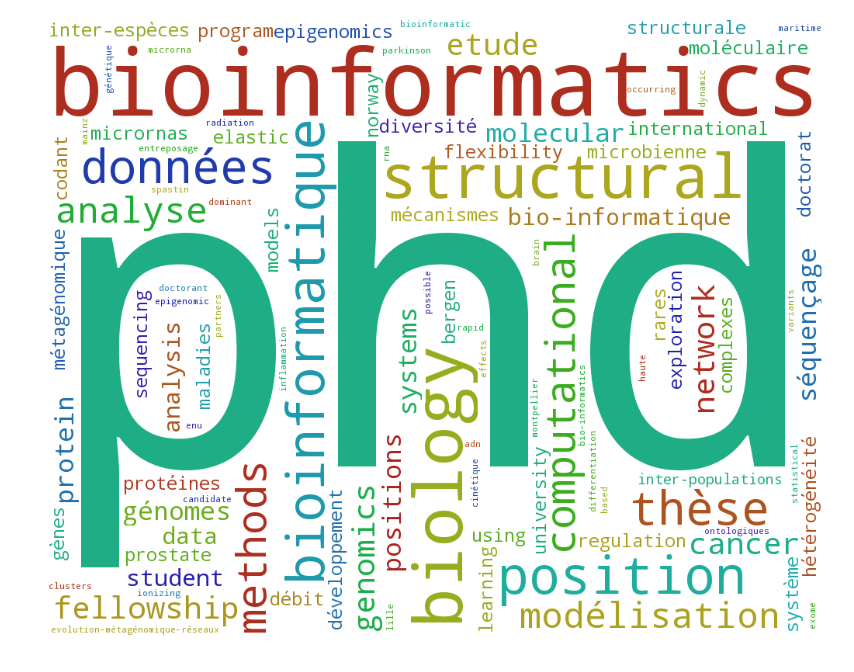 bioinformatic
inter-espèces
program
epigenomics
etude
structurale
maritime
moléculaire
microrna
parkinson
génétique
bioinformatics
occurring
dynamic
norway
mainz
micrornas
radiation
elastic
entreposage
diversité
molecular
international
rna
flexibility
microbienne
codant
données
spastin
structural
doctorat
analyse
dominant
mécanismes
bio-informatique
models
bioinformatique
métagénomique
phd
brain
computational
séquençage
doctorant
epigenomic
partners
sequencing
analysis
maladies
enu
inflammation
systems
possible
bergen
rapid
effects
biology
rares
exploration
network
complexes
haute
variants
montpellier
bio-informatics
protein
adn
cinétique
differentiation
based
statistical
hétérogénéité
protéines
candidate
génomes
data
prostate
gènes
methods
positions
genomics
développement
university
inter-populations
thèse
ontologiques
using
regulation
cancer
student
clusters
ionizing
fellowship
débit
lille
learning
position
modélisation
système
exome
evolution-métagénomique-réseaux